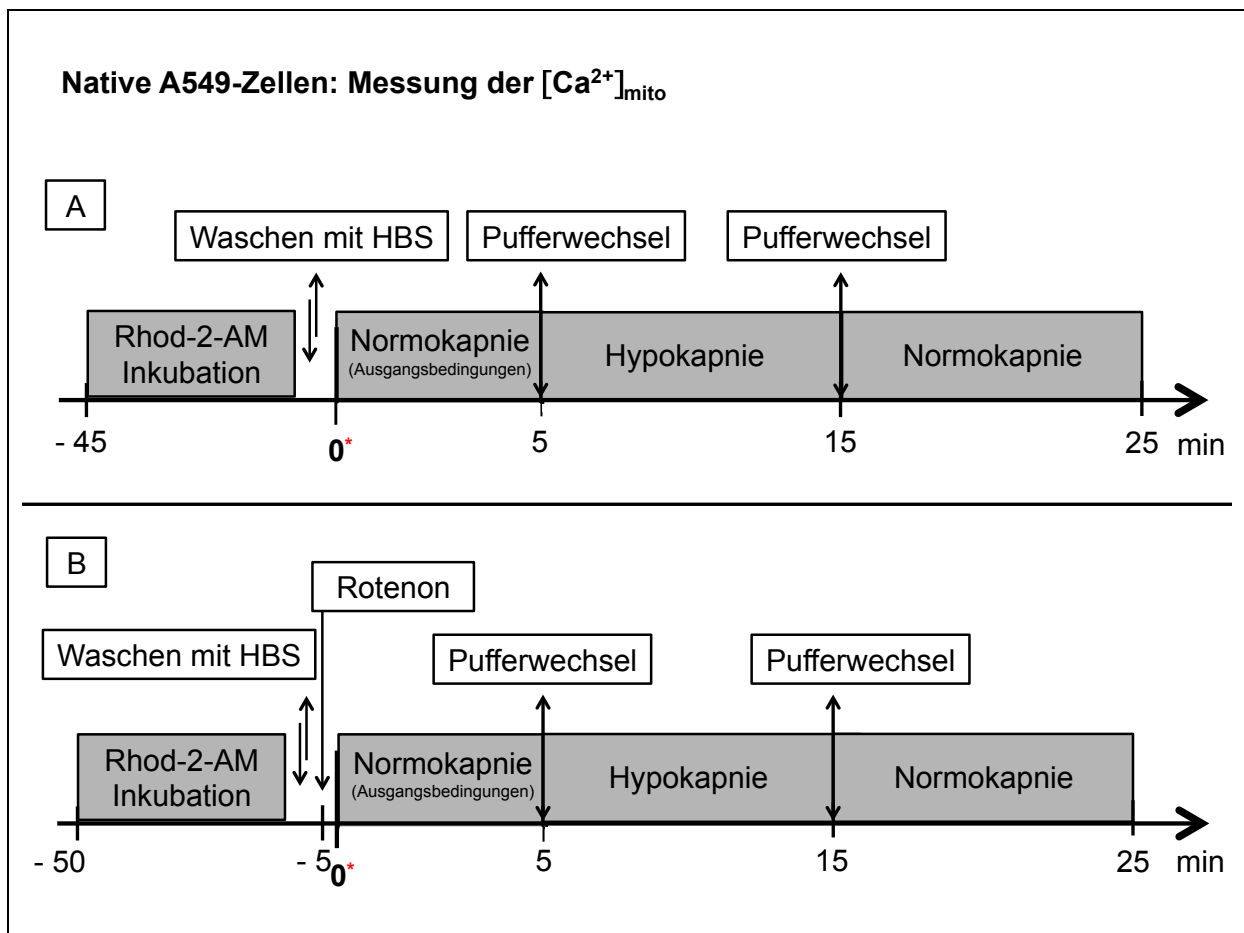 Native A549-Zellen: Messung der [Ca²⁺]mito
A
Waschen mit HBS
Pufferwechsel
Pufferwechsel
Rhod-2-AM
Inkubation
Normokapnie
(Ausgangsbedingungen)
Hypokapnie
Normokapnie
- 45
0*
5
15
25
min
B
Rotenon
Waschen mit HBS
Pufferwechsel
Pufferwechsel
Rhod-2-AM
Inkubation
Normokapnie
(Ausgangsbedingungen)
Hypokapnie
Normokapnie
- 50
- 5
0*
5
15
25
min